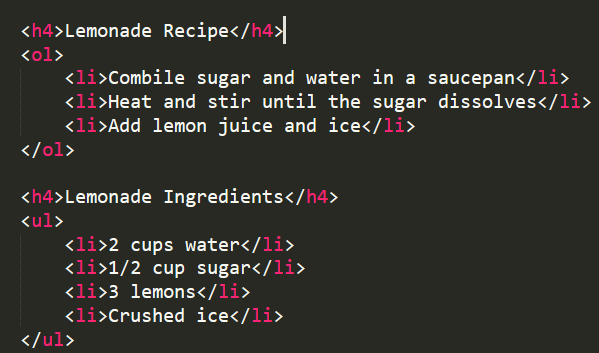 <h4>Lemonade Recipe</h4>
<ol>
    <li>Combile sugar and water in a saucepan</li>
    <li>Heat and stir until the sugar dissolves</li>
    <li>Add lemon juice and ice</li>
</ol>

<h4>Lemonade Ingredients</h4>
<ul>
    <li>2 cups water</li>
    <li>1/2 cup sugar</li>
    <li>3 lemons</li>
    <li>Crushed ice</li>
</ul>